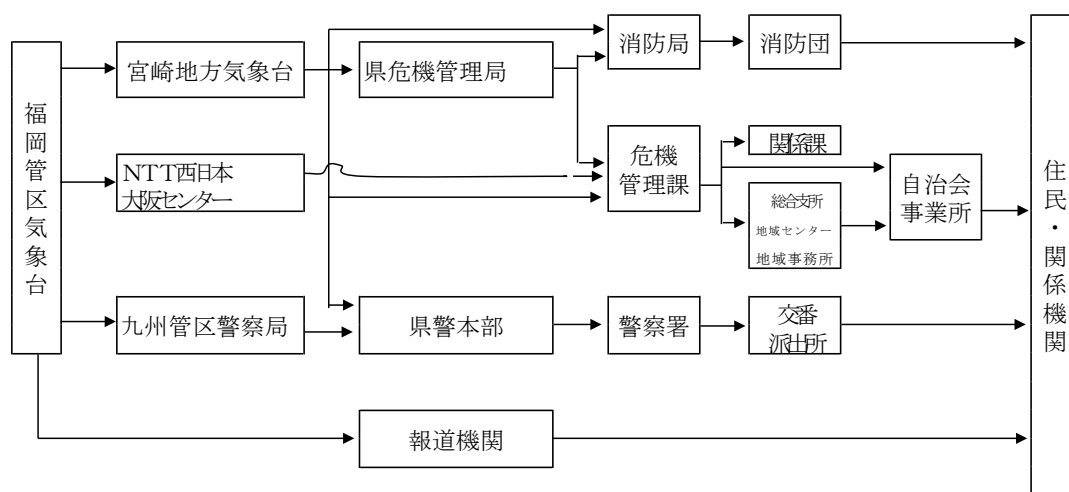 福岡管区気象台
宮崎地方気象台
県危機管理局
消防局
消防団
NTT西日本
大阪センター
危機
管理課
関係課
総合支所
地域センター
地域事務所
自治会
事業所
九州管区警察局
県警本部
警察署
交番
派出所
報道機関
住民・関係機関